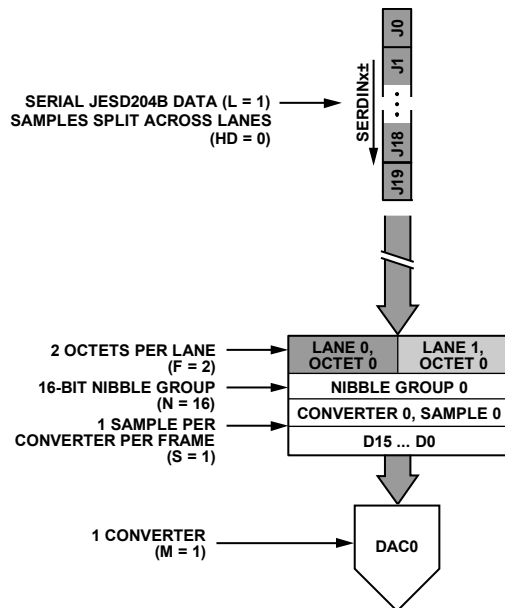 J0
J1
SERDINx±
SERIAL JESD204B DATA (L = 1)
SAMPLES SPLIT ACROSS LANES
(HD = 0)
J18
J19
2 OCTETS PER LANE
(F = 2)
LANE 0,
OCTET 0
LANE 1,
OCTET 0
16-BIT NIBBLE GROUP
(N = 16)
NIBBLE GROUP 0
1 SAMPLE PER
CONVERTER PER FRAME
(S = 1)
CONVERTER 0, SAMPLE 0
D15 ... D0
1 CONVERTER
(M = 1)
DAC0